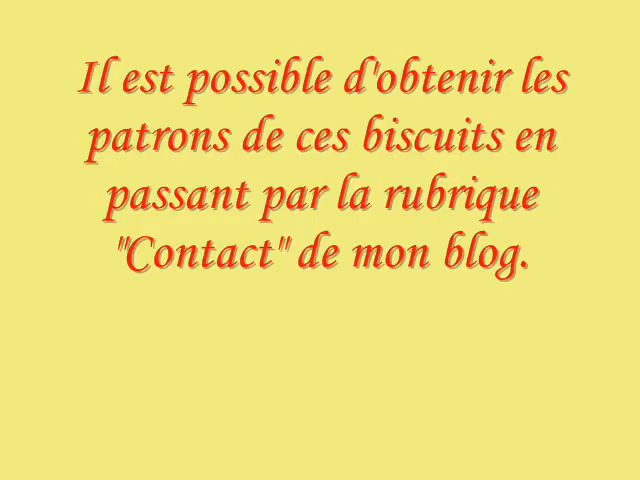 Il est possible d'obtenir les
patrons de ces biscuits en
passant par la rubrique
"Contact" de mon blog.